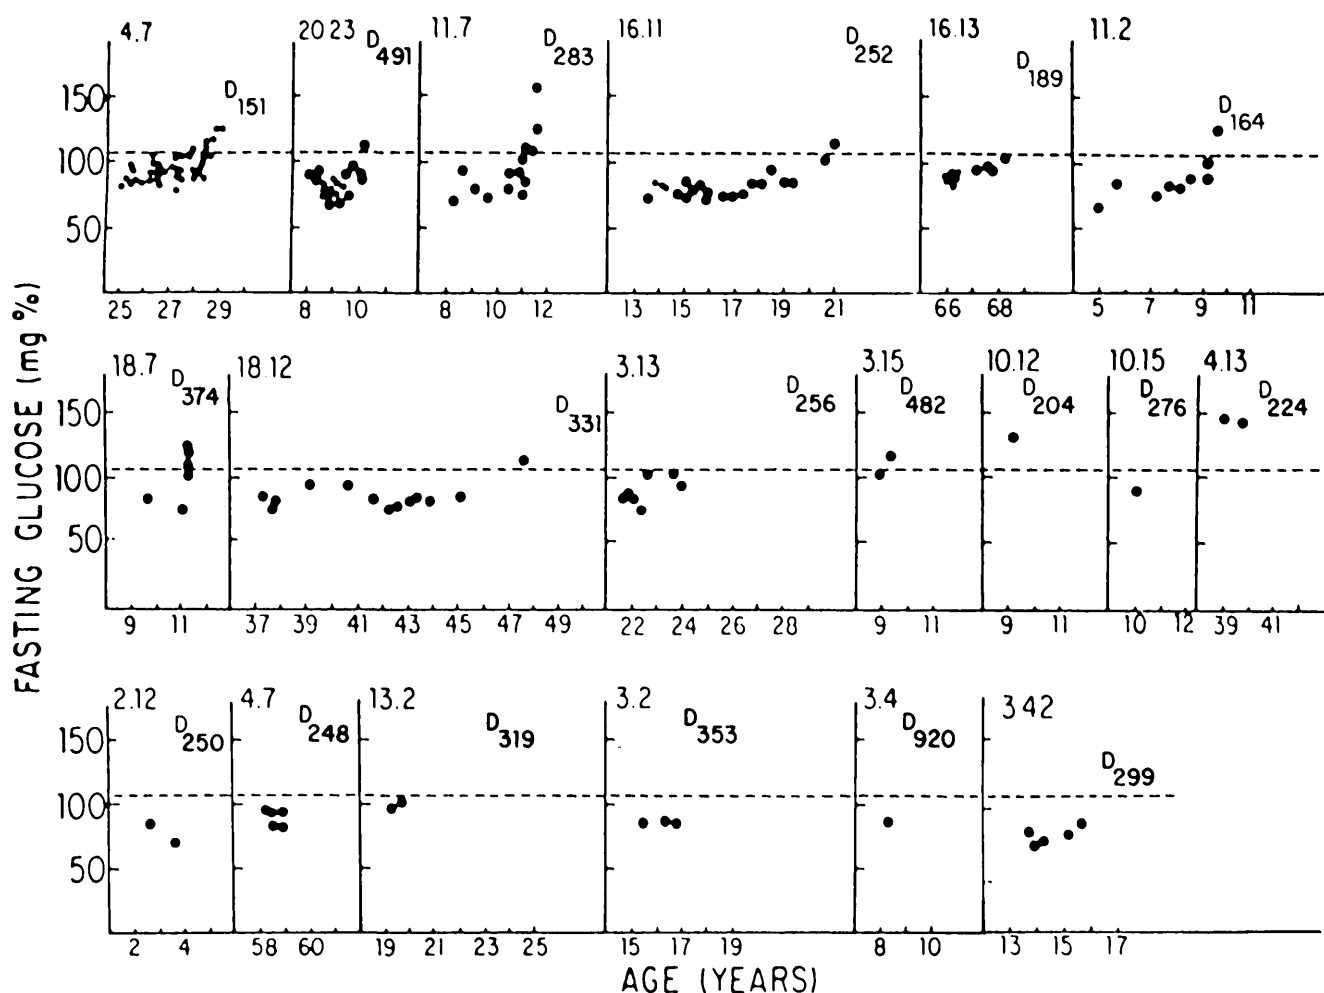 4.7 20 23 11.7 16.11 16.13 11.2
D151 D491 D283 D252 D189 D164
150
100
50
25 27 29 8 10 8 10 12 13 15 17 19 21 66 68 5 7 9 11
18.7 18.12 3.13 3.15 10.12 10.15 4.13
D374 D331 D256 D482 D204 D276 D224
150
100
50
9 11 37 39 41 43 45 47 49 22 24 26 28 9 11 9 11 10 12 39 41
2.12 4.7 13.2 3.2 3.4 3 42
D250 D248 D319 D353 D920 D299
150
100
50
2 4 58 60 19 21 23 25 15 17 19 8 10 13 15 17
FASTING GLUCOSE (mg %)
AGE (YEARS)